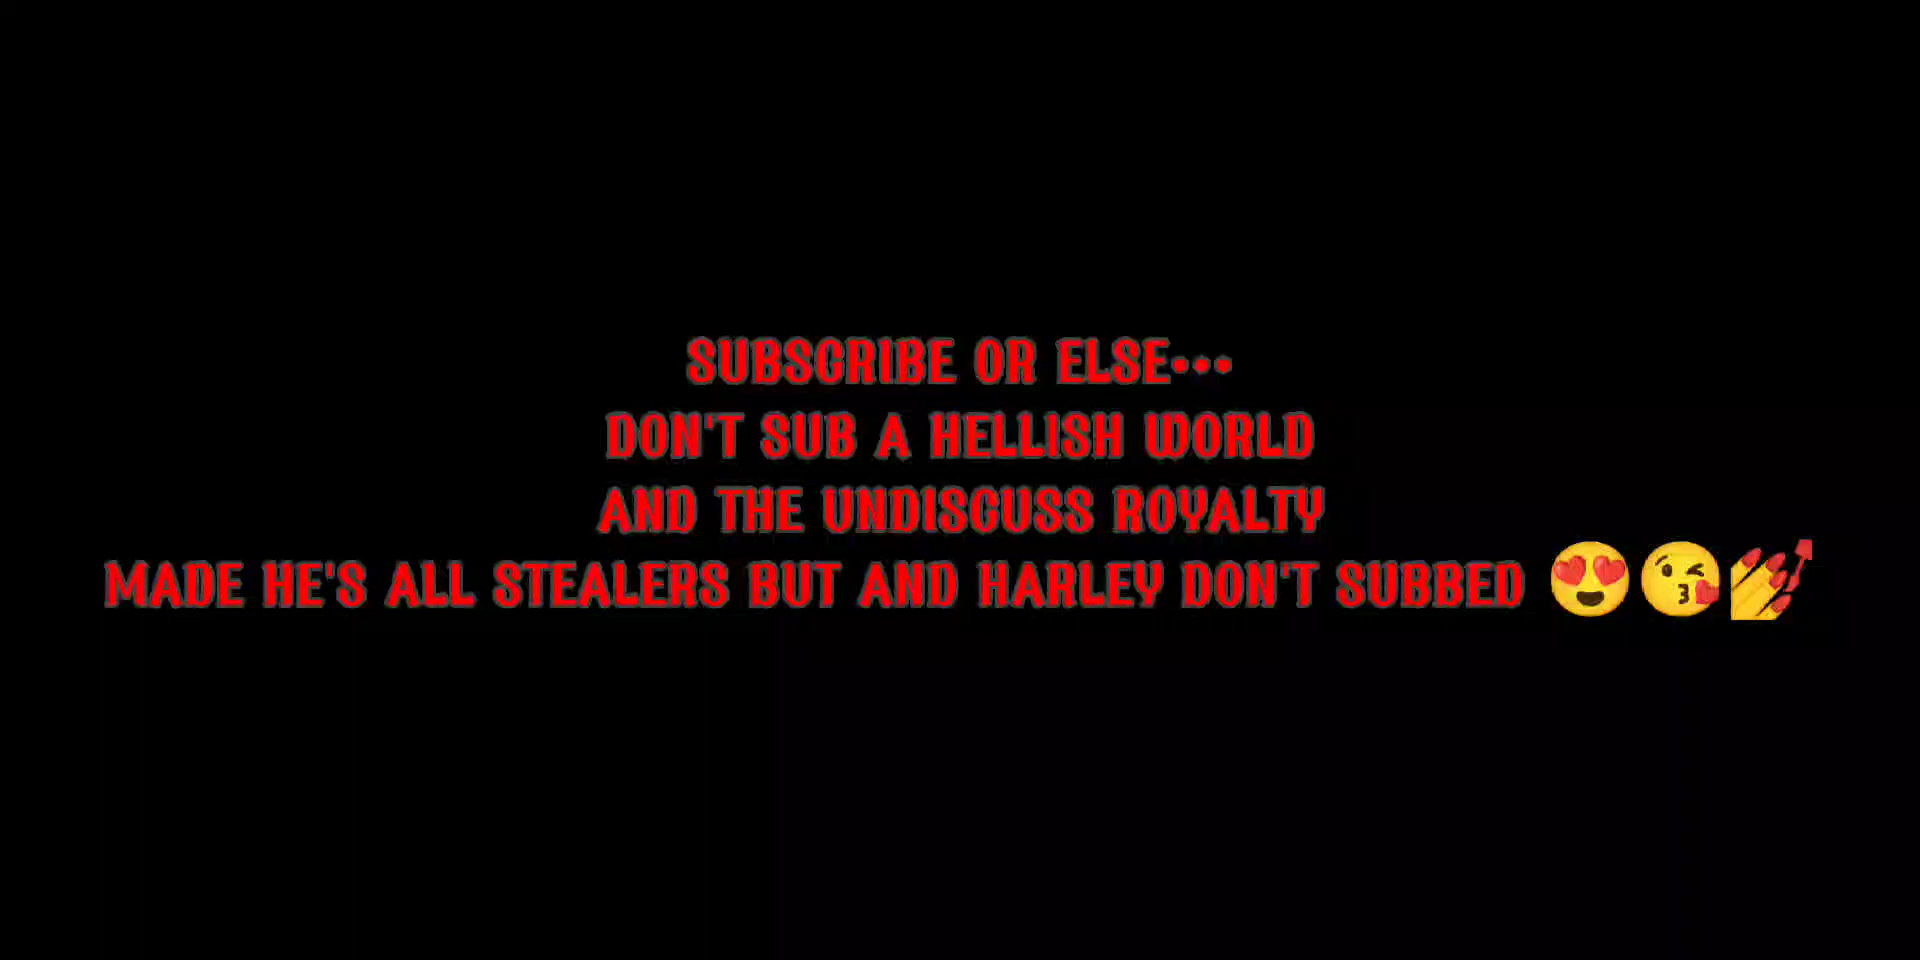 SUBSCRIBE OR ELSE•••
DON'T SUB A HELLISH WORLD
AND THE UNDISCUSS ROYALTY
MADE HE'S ALL STEALERS BUT AND HARLEY DON'T SUBBED 😍😘💅